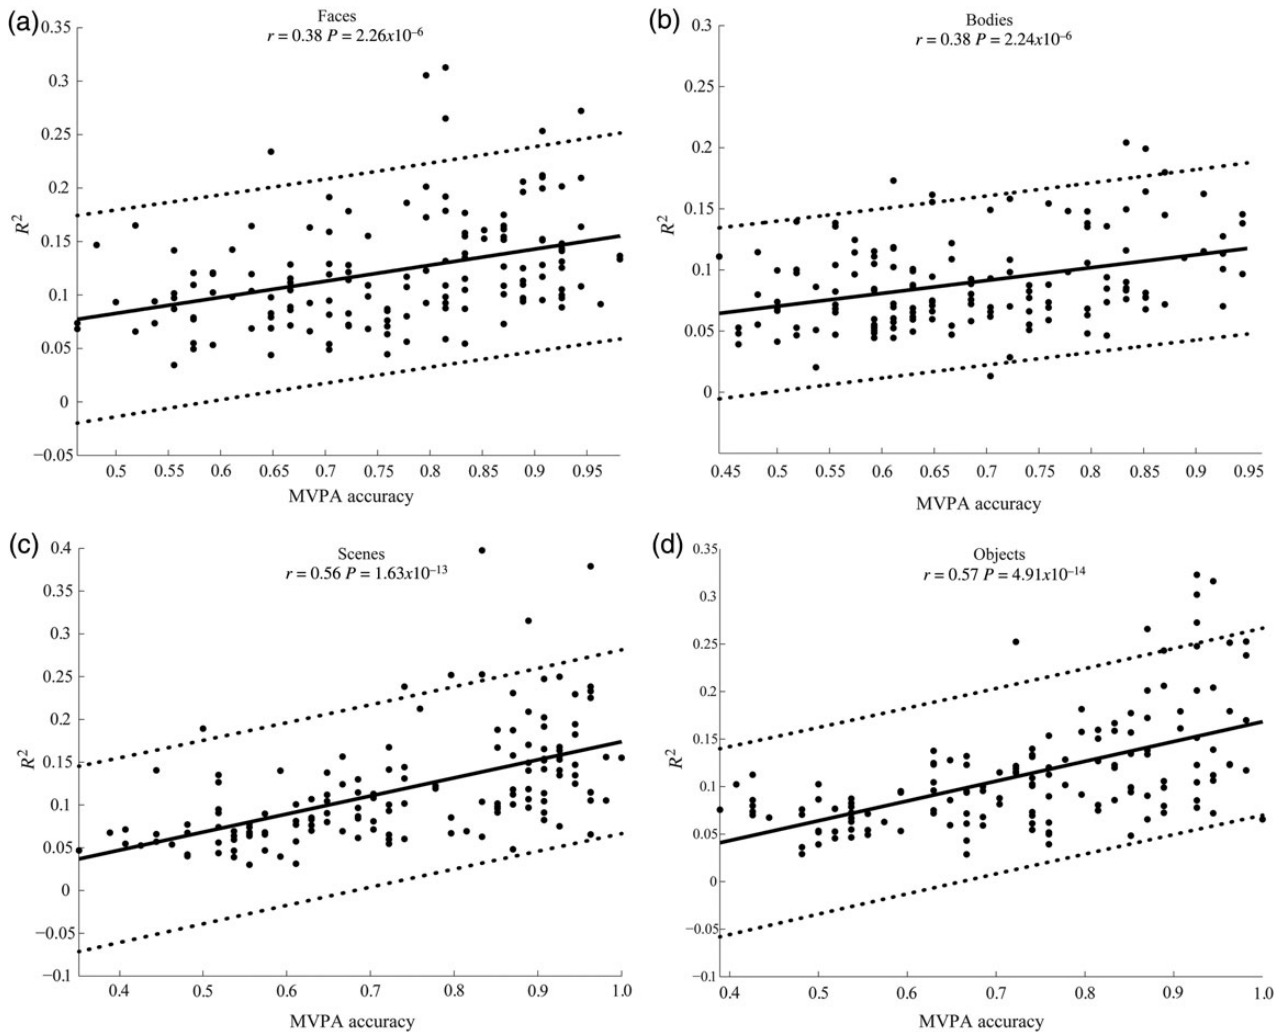 (a)
Faces
r = 0.38 P = 2.26x10⁻⁶
0.35
0.3
0.25
0.2
0.15
0.1
0.05
0
−0.05
R²
0.5 0.55 0.6 0.65 0.7 0.75 0.8 0.85 0.9 0.95
MVPA accuracy
(b)
Bodies
r = 0.38 P = 2.24x10⁻⁶
0.3
0.25
0.2
0.15
0.1
0.05
0
R²
0.45 0.5 0.55 0.6 0.65 0.7 0.75 0.8 0.85 0.9 0.95
MVPA accuracy
(c)
Scenes
r = 0.56 P = 1.63x10⁻¹³
0.4
0.35
0.3
0.25
0.2
0.15
0.1
0.05
0
−0.05
−0.1
R²
0.4 0.5 0.6 0.7 0.8 0.9 1.0
MVPA accuracy
(d)
Objects
r = 0.57 P = 4.91x10⁻¹⁴
0.35
0.3
0.25
0.2
0.15
0.1
0.05
0
−0.05
−0.1
R²
0.4 0.5 0.6 0.7 0.8 0.9 1.0
MVPA accuracy